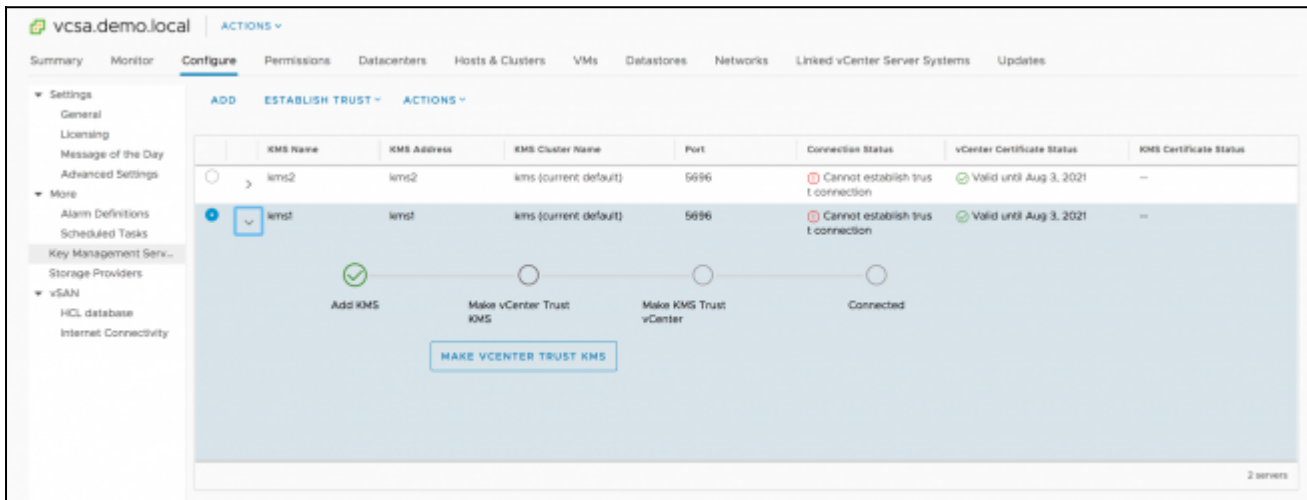 vcsa.demo.local ACTIONS
Summary Monitor Configure Permissions Datacenters Hosts & Clusters VMs Datastores Networks Linked vCenter Server Systems Updates
Settings
General
Licensing
Message of the Day
Advanced Settings
More
Alarm Definitions
Scheduled Tasks
Key Management Serv...
Storage Providers
vSAN
HCL database
Internet Connectivity
ADD ESTABLISH TRUST ACTIONS
KMS Name KMS Address KMS Cluster Name Port Connection Status vCenter Certificate Status KMS Certificate Status
kms2 kms2 kms (current default) 5696 Cannot establish trus Valid until Aug 3, 2021 --
t connection
kms1 kms1 kms (current default) 5696 Cannot establish trus Valid until Aug 3, 2021 --
t connection
Add KMS Make vCenter Trust Make KMS Trust Connected
KMS vCenter
MAKE VCENTER TRUST KMS
2 servers